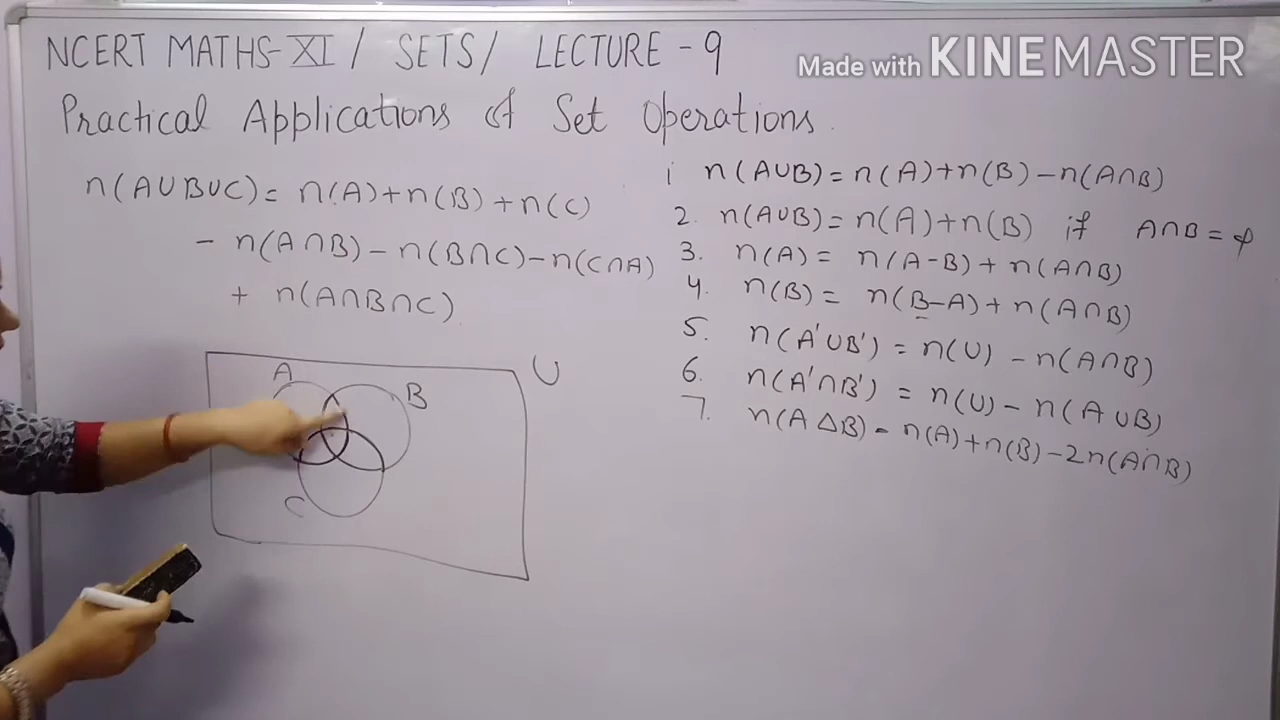 NCERT MATHS-XI / SETS / LECTURE - 9
Made with KINEMASTER
Practical Applications of Set Operations.
n(A∪B∪C) = n(A)+n(B)+n(C)
- n(A∩B) - n(B∩C) - n(C∩A)
+ n(A∩B∩C).
1 n(A∪B) = n(A)+n(B) - n(A∩B)
2. n(A∪B) = n(A)+n(B) if A∩B = φ
3. n(A) = n(A-B) + n(A∩B)
4. n(B) = n(B-A) + n(A∩B)
5. n(A'∪B') = n(U) - n(A∩B)
6. n(A'∩B') = n(U) - n(A∪B)
7. n(A△B) = n(A)+n(B)-2n(A∩B)
U
A
B
C